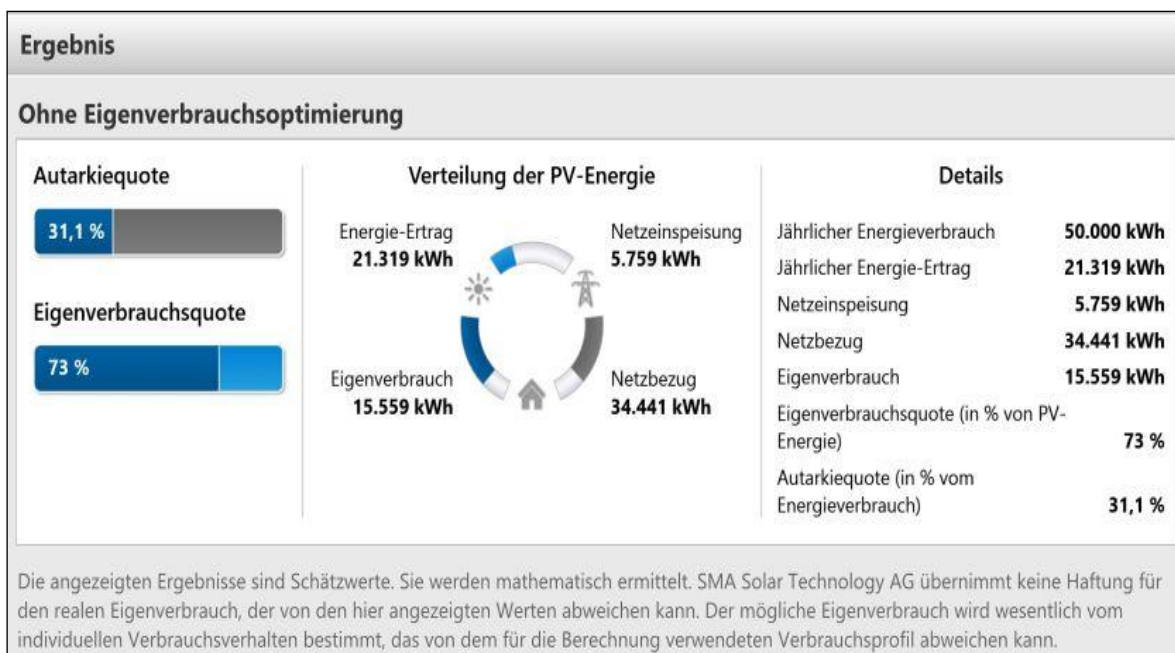 Ergebnis
Ohne Eigenverbrauchsoptimierung
Autarkiequote
31,1 %
Eigenverbrauchsquote
73 %
Verteilung der PV-Energie
Energie-Ertrag
21.319 kWh
Netzeinspeisung
5.759 kWh
Eigenverbrauch
15.559 kWh
Netzbezug
34.441 kWh
Details
Jährlicher Energieverbrauch 50.000 kWh
Jährlicher Energie-Ertrag 21.319 kWh
Netzeinspeisung 5.759 kWh
Netzbezug 34.441 kWh
Eigenverbrauch 15.559 kWh
Eigenverbrauchsquote (in % von PV-
Energie) 73 %
Autarkiequote (in % vom
Energieverbrauch) 31,1 %
Die angezeigten Ergebnisse sind Schätzwerte. Sie werden mathematisch ermittelt. SMA Solar Technology AG übernimmt keine Haftung für
den realen Eigenverbrauch, der von den hier angezeigten Werten abweichen kann. Der mögliche Eigenverbrauch wird wesentlich vom
individuellen Verbrauchsverhalten bestimmt, das von dem für die Berechnung verwendeten Verbrauchsprofil abweichen kann.